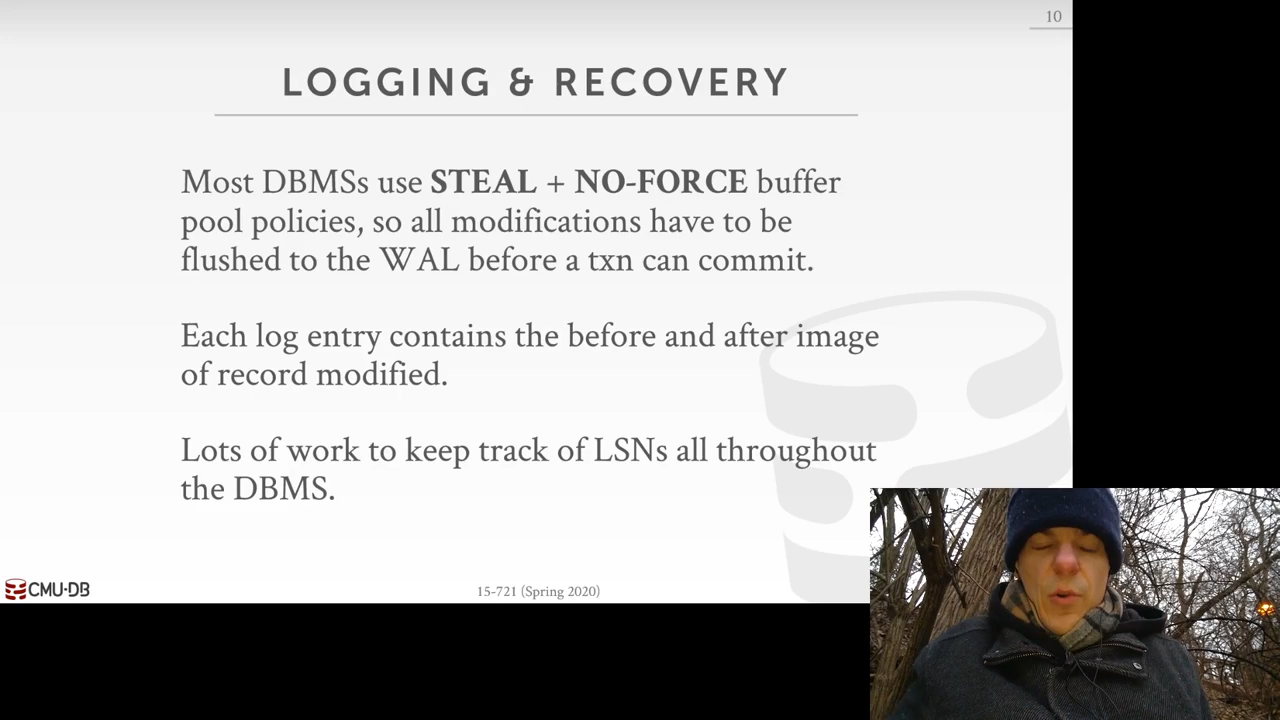 10
LOGGING & RECOVERY
Most DBMSs use STEAL + NO-FORCE buffer
pool policies, so all modifications have to be
flushed to the WAL before a txn can commit.
Each log entry contains the before and after image
of record modified.
Lots of work to keep track of LSNs all throughout
the DBMS.
CMU·DB
15-721 (Spring 2020)